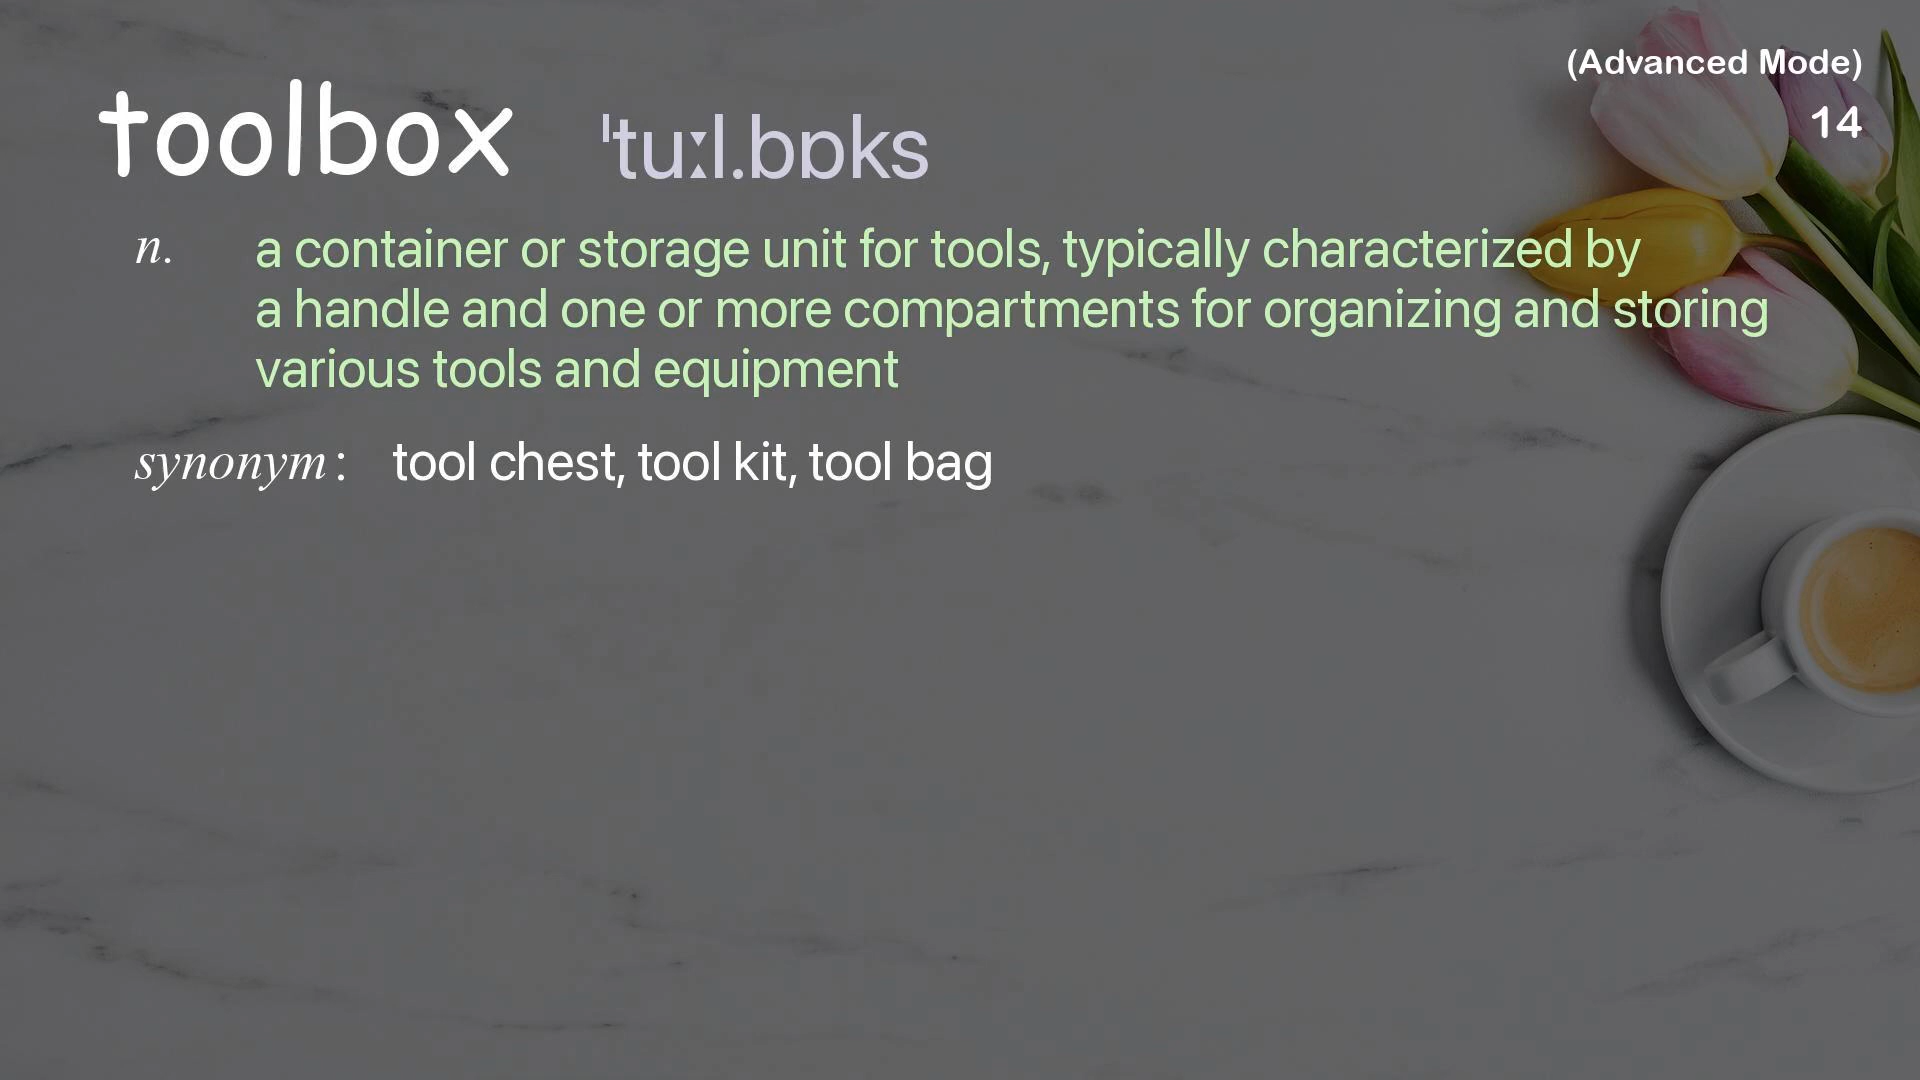 (Advanced Mode)
14
toolbox ˈtuːl.bɒks
n. a container or storage unit for tools, typically characterized by
a handle and one or more compartments for organizing and storing
various tools and equipment
synonym : tool chest, tool kit, tool bag